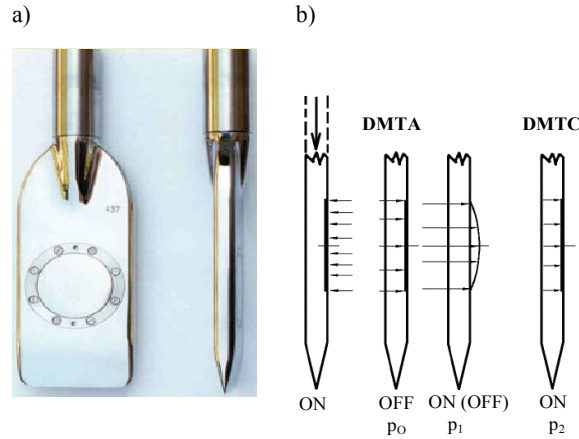 a)
b)
DMTA
DMTC
437
ON
OFF
ON (OFF)
ON
p₀
p₁
p₂